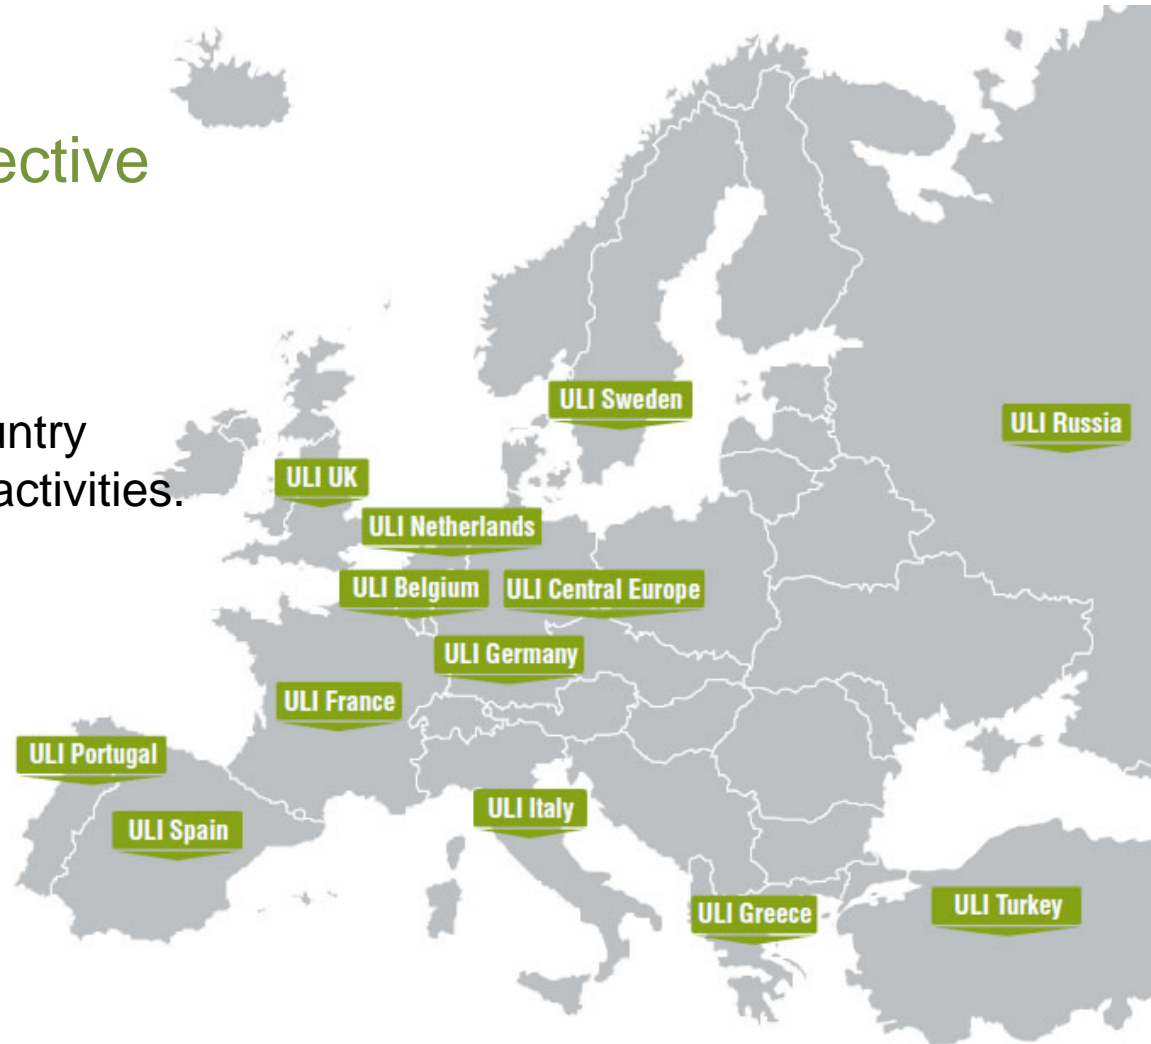 ective
untry
activities.
ULI Sweden
ULI Russia
ULI UK
ULI Netherlands
ULI Belgium
ULI Central Europe
ULI Germany
ULI France
ULI Portugal
ULI Italy
ULI Spain
ULI Greece
ULI Turkey